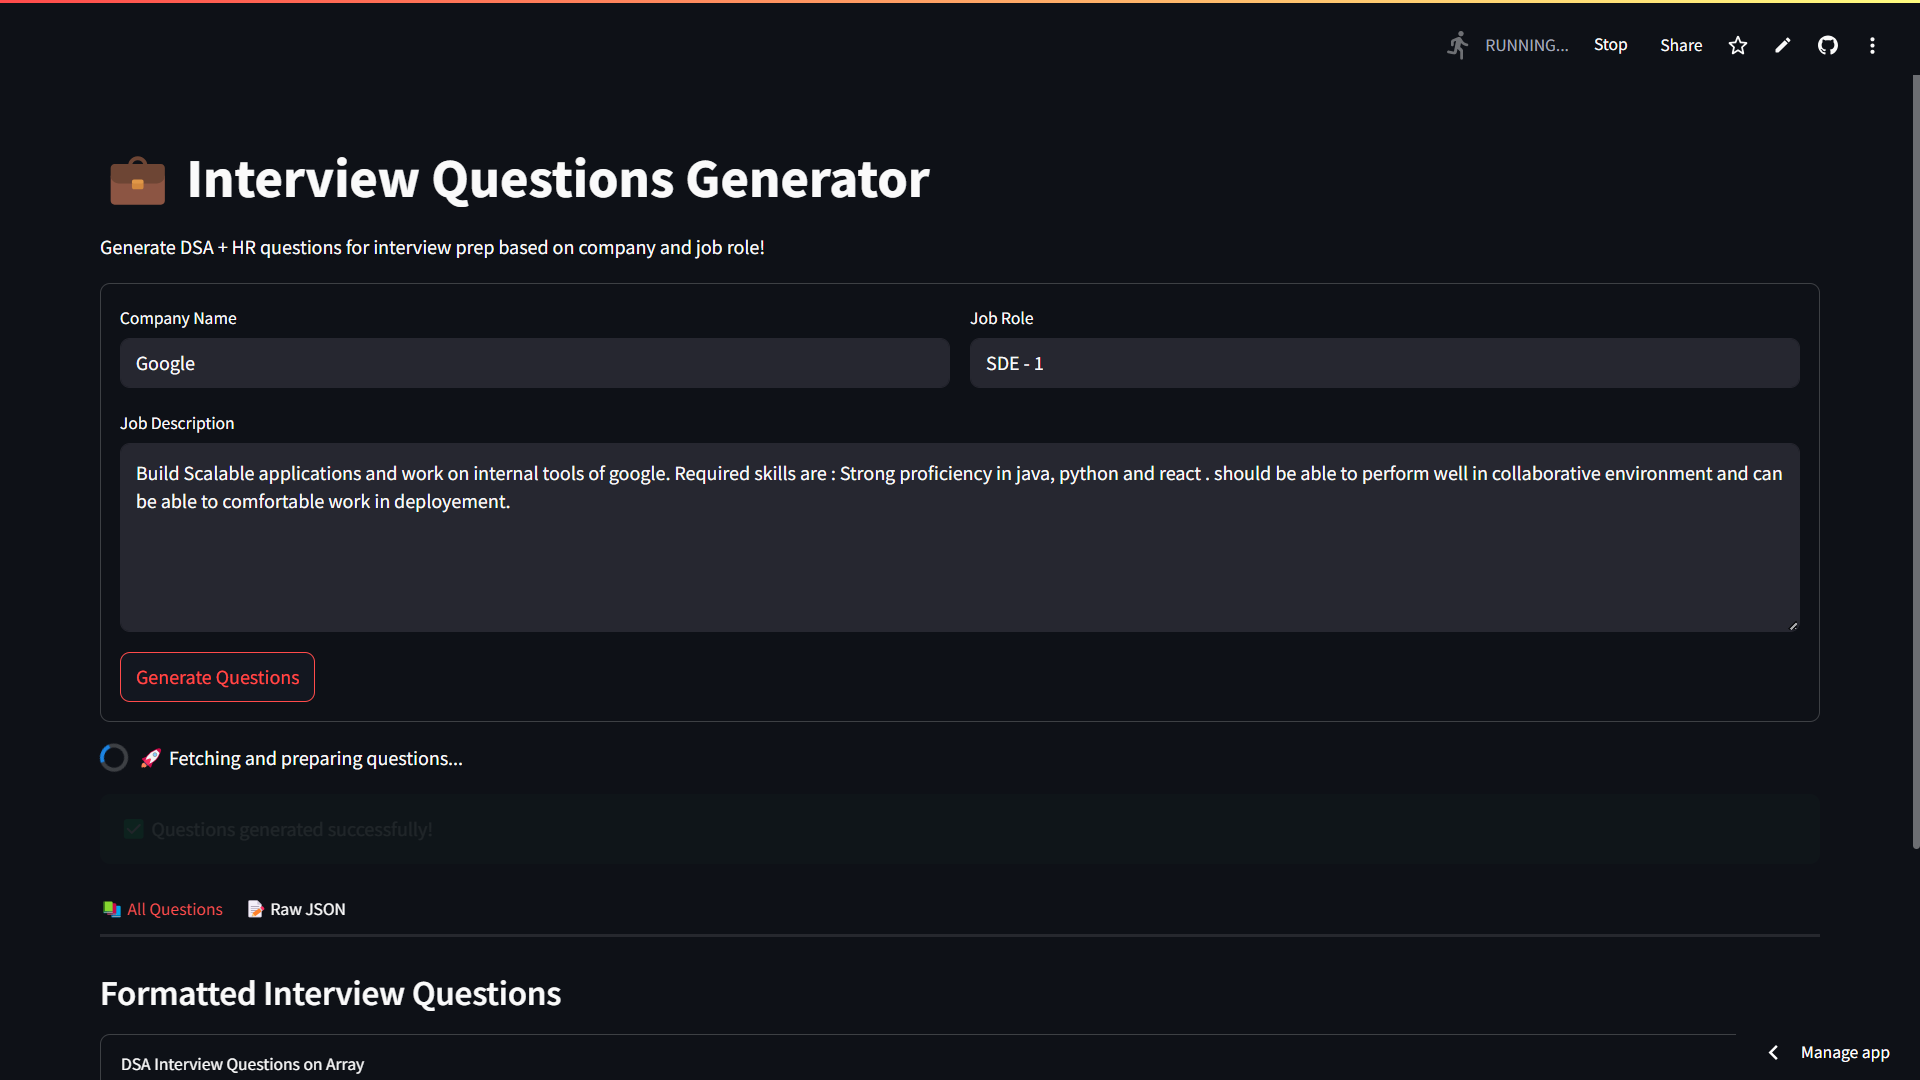 RUNNING... Stop Share
Interview Questions Generator
Generate DSA + HR questions for interview prep based on company and job role!
Company Name
Job Role
Google
SDE - 1
Job Description
Build Scalable applications and work on internal tools of google. Required skills are : Strong proficiency in java, python and react . should be able to perform well in collaborative environment and can
be able to comfortable work in deployement.
Generate Questions
Fetching and preparing questions...
Questions generated successfully!
All Questions Raw JSON
Formatted Interview Questions
DSA Interview Questions on Array
Manage app